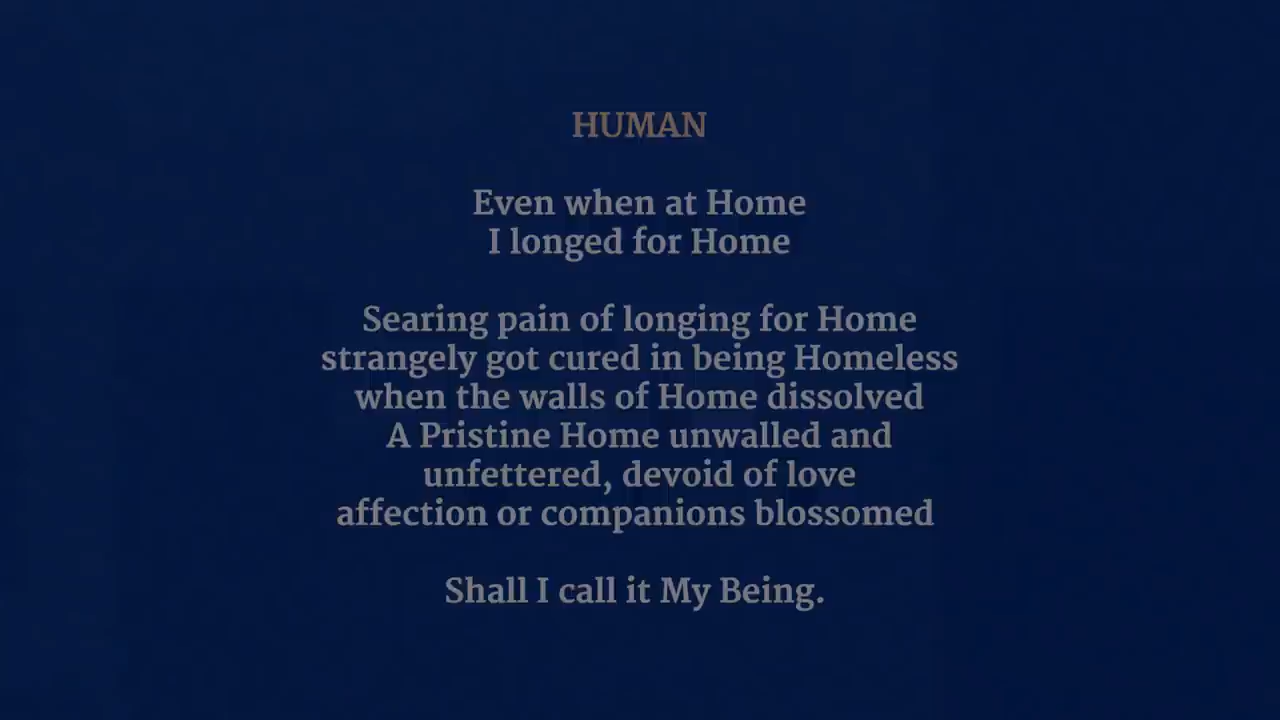 HUMAN
Even when at Home
I longed for Home
Searing pain of longing for Home
strangely got cured in being Homeless
when the walls of Home dissolved
A Pristine Home unwalled and
unfettered, devoid of love
affection or companions blossomed
Shall I call it My Being.